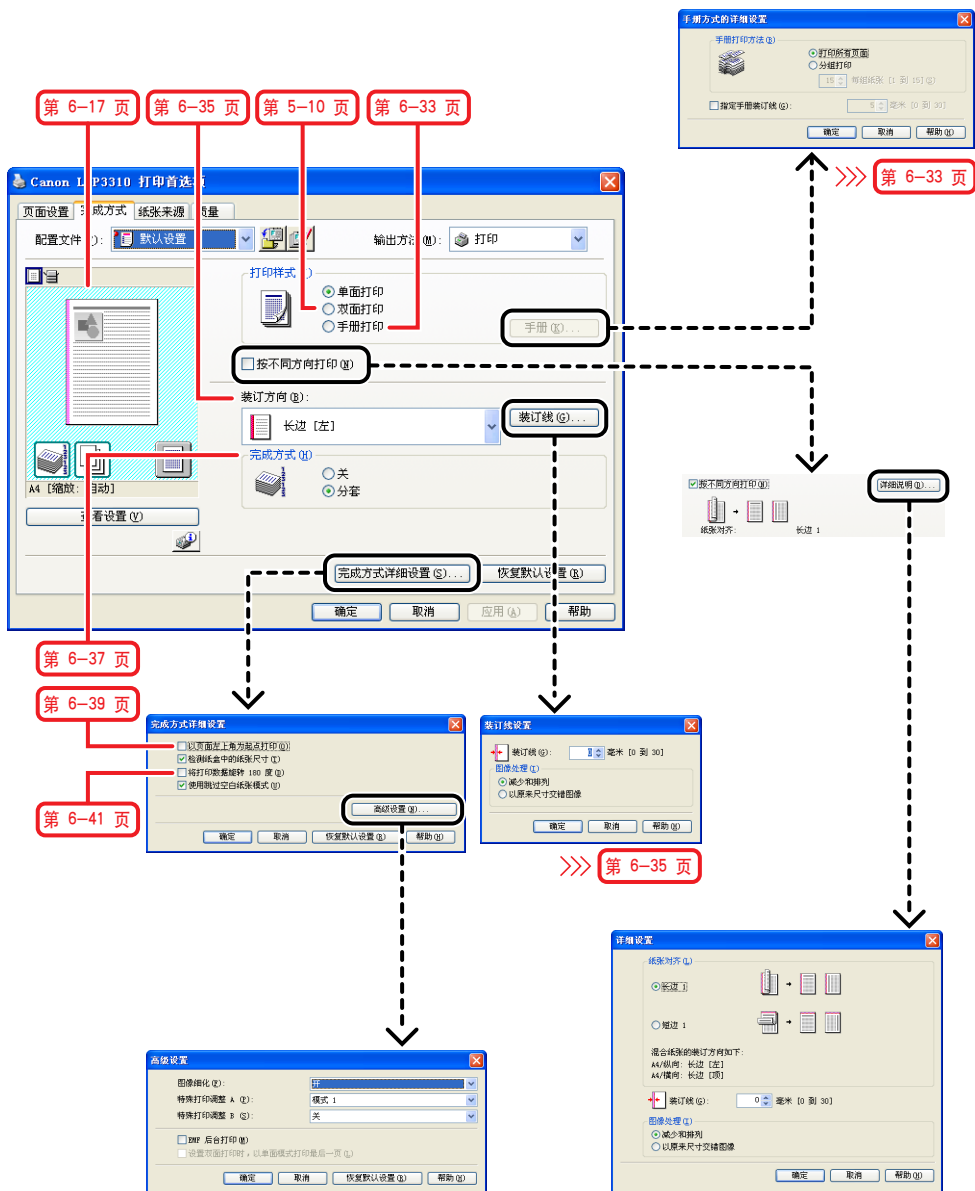 手册方式的详细设置
手册打印方法(B)
打印所有页面
分组打印
15 每组纸张 [1 到 15](S)
指定手册装订线(G): 5 毫米 [0 到 30]
确定 取消 帮助(H)
>>> 第 6-33 页
第 6-17 页 第 6-35 页 第 5-10 页 第 6-33 页
Canon L P3310 打印首选
页面设置 完成方式 纸张来源 质量
配置文件 : 默认设置 输出方法(M): 打印
打印样式
单面打印
双面打印
手册打印
手册(K)...
按不同方向打印(N)
装订方向(B):
长边 [左] 装订线(G)...
完成方式(H)
关
分套
A4 [缩放: 自动]
查看设置(V)
完成方式详细设置(S)... 恢复默认设置(R)
确定 取消 应用(A) 帮助
按不同方向打印(N) 详细说明(D)...
纸张对齐: 长边 1
第 6-37 页
第 6-39 页
第 6-41 页
完成方式详细设置
以页面左上角为起点打印(O)
检测纸盒中的纸张尺寸(T)
将打印数据旋转 180 度(D)
使用跳过空白纸张模式(U)
高级设置(N)...
确定 取消 恢复默认设置(R) 帮助(H)
装订线设置
装订线(G): 毫米 [0 到 30]
图像处理(I)
减少和排列
以原来尺寸交错图像
确定 取消 帮助(H)
>>> 第 6-35 页
高级设置
图像细化(F): 开
特殊打印调整 A (P): 模式 1
特殊打印调整 B (S): 关
EMF 后台打印(M)
设置双面打印时，以单面模式打印最后一页(L)
确定 取消 恢复默认设置(R) 帮助(H)
详细设置
纸张对齐(L)
长边 1
短边 1
混合纸张的装订方向如下:
A4/纵向: 长边 [左]
A4/横向: 长边 [顶]
装订线(G): 0 毫米 [0 到 30]
图像处理(I)
减少和排列
以原来尺寸交错图像
确定 取消 帮助(H)